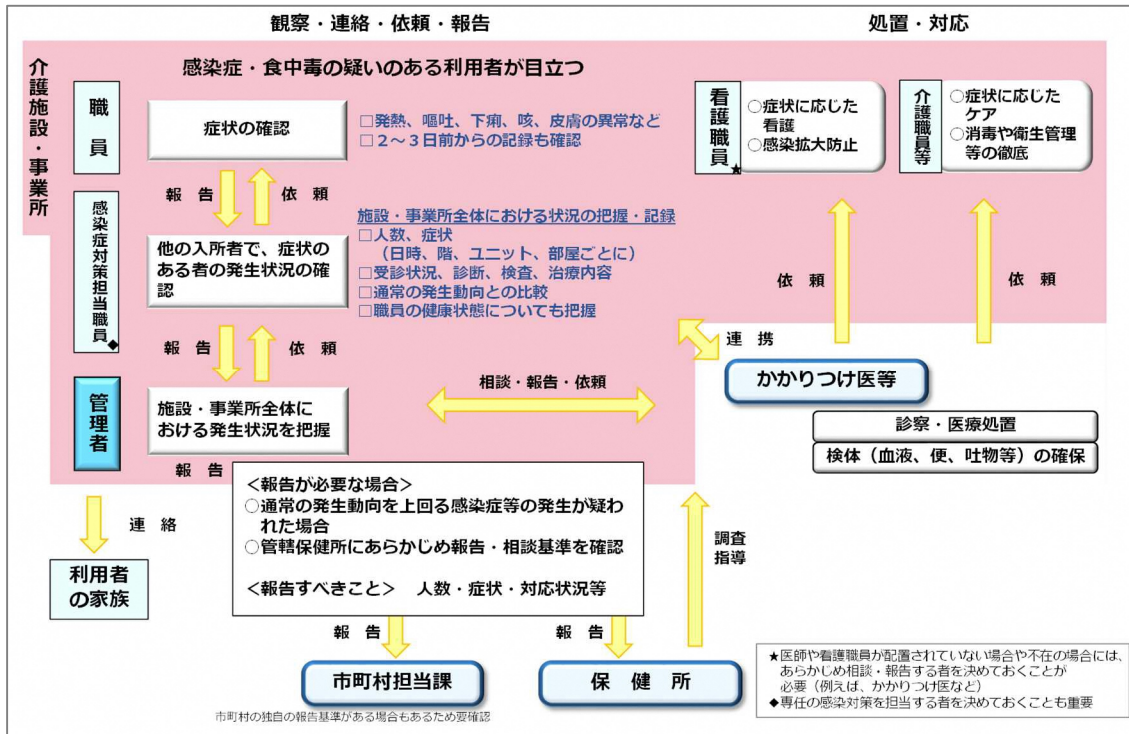 観察・連絡・依頼・報告
処置・対応
介護施設・事業所
感染症・食中毒の疑いのある利用者が目立つ
職員
症状の確認
□発熱、嘔吐、下痢、咳、皮膚の異常など
□２～３日前からの記録も確認
看護職員★
○症状に応じた
看護
○感染拡大防止
介護職員等
○症状に応じた
ケア
○消毒や衛生管理
等の徹底
報告
依頼
感染症対策担当職員◆
他の入所者で、症状の
ある者の発生状況の確
認
施設・事業所全体における状況の把握・記録
□人数、症状
（日時、階、ユニット、部屋ごとに）
□受診状況、診断、検査、治療内容
□通常の発生動向との比較
□職員の健康状態についても把握
依頼
依頼
報告
依頼
連携
かかりつけ医等
管理者
施設・事業所全体に
おける発生状況を把握
相談・報告・依頼
診察・医療処置
検体（血液、便、吐物等）の確保
報告
＜報告が必要な場合＞
○通常の発生動向を上回る感染症等の発生が疑わ
れた場合
○管轄保健所にあらかじめ報告・相談基準を確認
＜報告すべきこと＞　人数・症状・対応状況等
連絡
利用者
の家族
調査
指導
報告
報告
市町村担当課
保健所
市町村の独自の報告基準がある場合もあるため要確認
★医師や看護職員が配置されていない場合や不在の場合には、
あらかじめ相談・報告する者を決めておくことが
必要（例えば、かかりつけ医など）
◆専任の感染対策を担当する者を決めておくことも重要